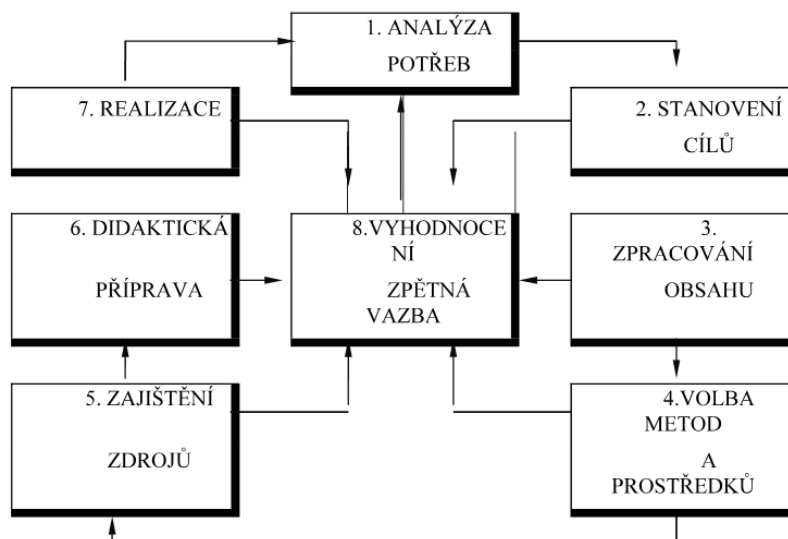 1. ANALÝZA
POTŘEB
7. REALIZACE
2. STANOVENÍ
CÍLŮ
6. DIDAKTICKÁ
PŘÍPRAVA
8.VYHODNOCE
NÍ
ZPĚTNÁ
VAZBA
3.
ZPRACOVÁNÍ
OBSAHU
5. ZAJIŠTĚNÍ
ZDROJŮ
4.VOLBA
METOD
A
PROSTŘEDKŮ